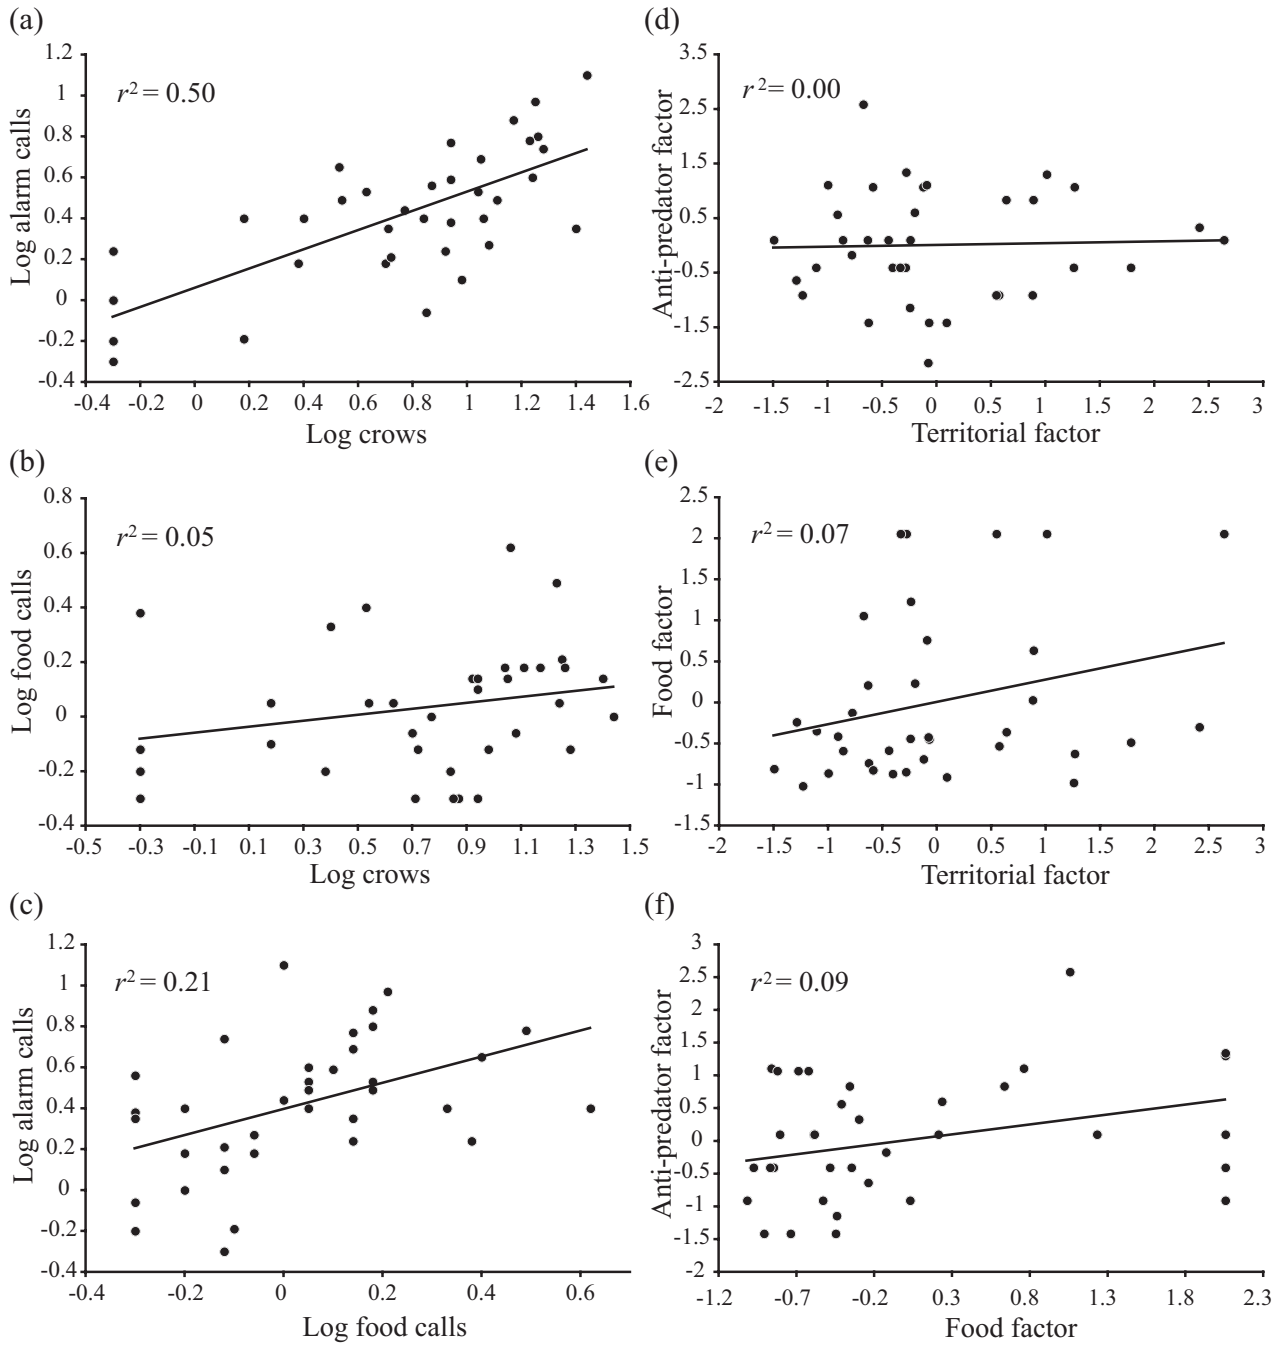 (a)
1.2
1
0.8
0.6
0.4
0.2
0
-0.2
-0.4
Log alarm calls
r² = 0.50
-0.4 -0.2 0 0.2 0.4 0.6 0.8 1 1.2 1.4 1.6
Log crows
(b)
0.8
0.6
0.4
0.2
0
-0.2
-0.4
Log food calls
r² = 0.05
-0.5 -0.3 -0.1 0.1 0.3 0.5 0.7 0.9 1.1 1.3 1.5
Log crows
(c)
1.2
1
0.8
0.6
0.4
0.2
0
-0.2
-0.4
Log alarm calls
r² = 0.21
-0.4 -0.2 0 0.2 0.4 0.6
Log food calls
(d)
3.5
2.5
1.5
0.5
-0.5
-1.5
-2.5
Anti-predator factor
r² = 0.00
-2 -1.5 -1 -0.5 0 0.5 1 1.5 2 2.5 3
Territorial factor
(e)
2.5
2
1.5
1
0.5
0
-0.5
-1
-1.5
Food factor
r² = 0.07
-2 -1.5 -1 -0.5 0 0.5 1 1.5 2 2.5 3
Territorial factor
(f)
3
2.5
2
1.5
1
0.5
0
-0.5
-1
-1.5
-2
Anti-predator factor
r² = 0.09
-1.2 -0.7 -0.2 0.3 0.8 1.3 1.8 2.3
Food factor